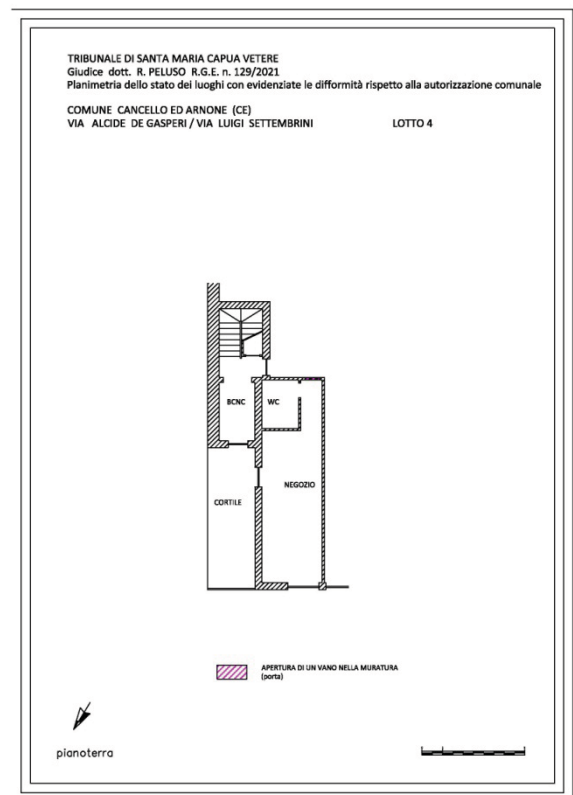 TRIBUNALE DI SANTA MARIA CAPUA VETERE
Giudice dott. R. PELUSO R.G.E. n. 129/2021
Planimetria dello stato dei luoghi con evidenziate le difformità rispetto alla autorizzazione comunale
COMUNE CANCELLO ED ARNONE (CE)
VIA ALCIDE DE GASPERI / VIA LUIGI SETTEMBRINI LOTTO 4
BCNC WC
NEGOZIO
CORTILE
APERTURA DI UN VANO NELLA MURATURA
(porta)
pianoterra